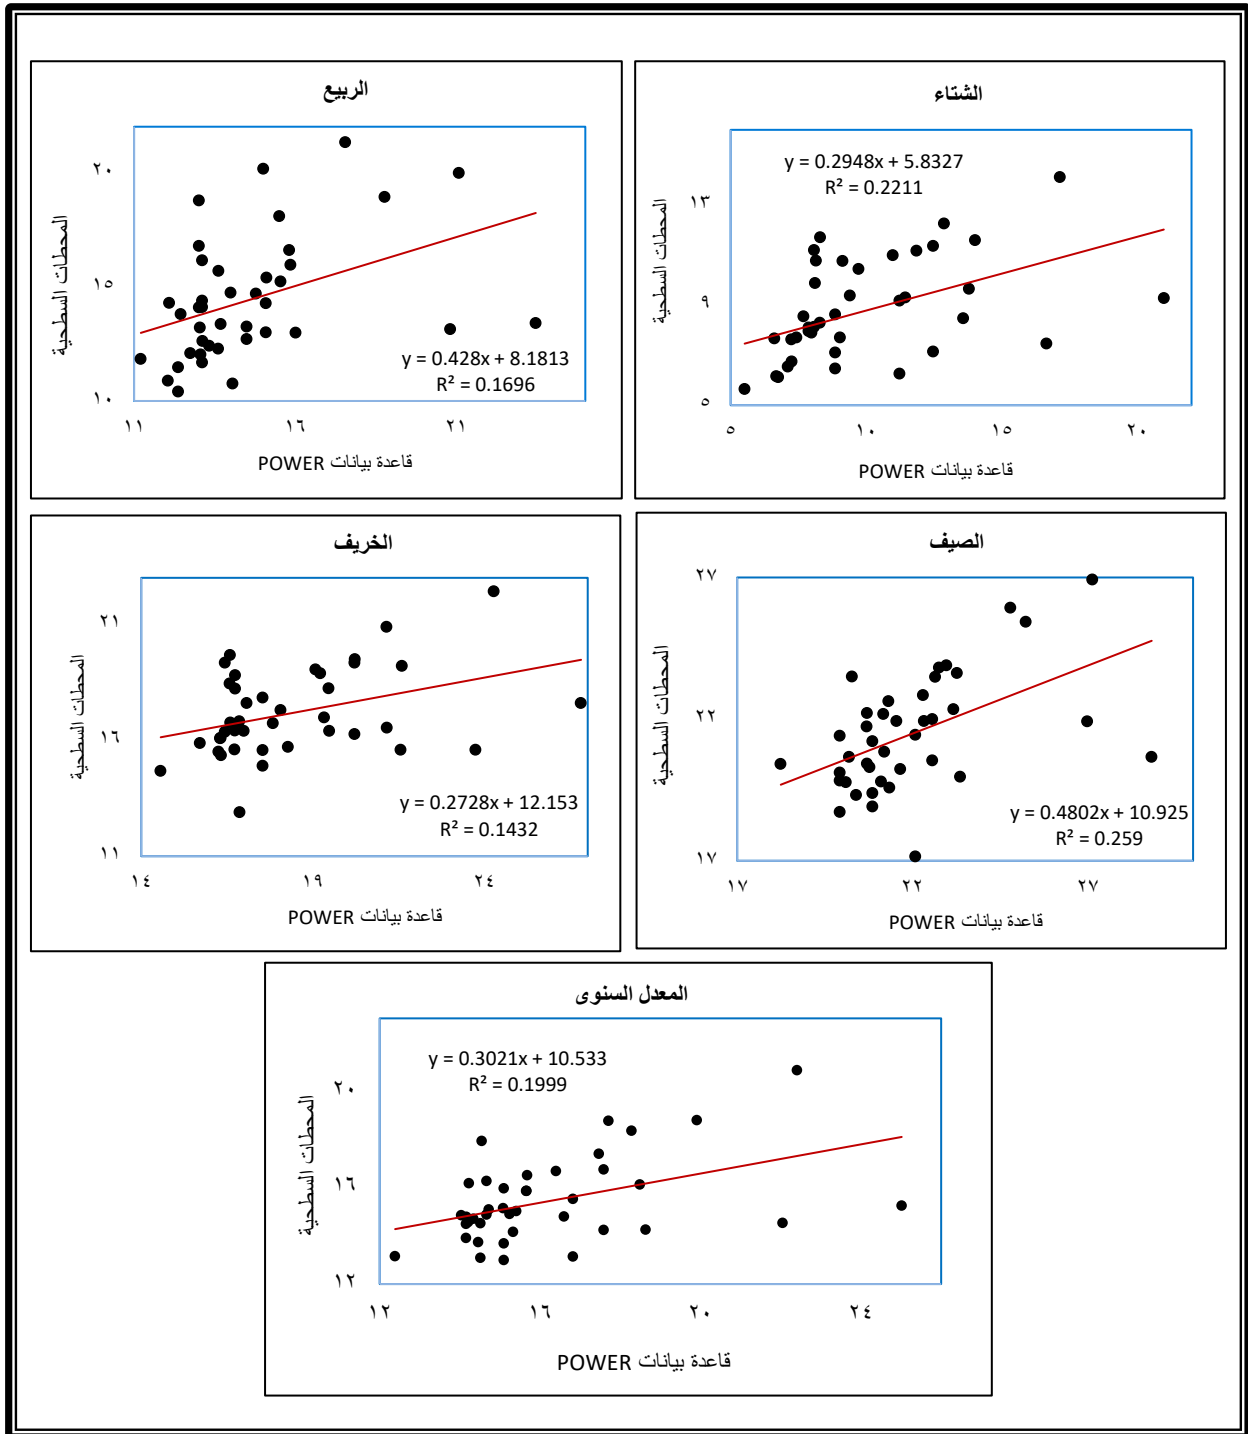 الشتاء
y = 0.2948x + 5.8327
R² = 0.2211
المحطات السطحية
١٣
٩
٥
٥ ١٠ ١٥ ٢٠
قاعدة بيانات POWER
الربيع
المحطات السطحية
٢٠
١٥
١٠
y = 0.428x + 8.1813
R² = 0.1696
١١ ١٦ ٢١
قاعدة بيانات POWER
الصيف
المحطات السطحية
٢٧
٢٢
١٧
y = 0.4802x + 10.925
R² = 0.259
١٧ ٢٢ ٢٧
قاعدة بيانات POWER
الخريف
المحطات السطحية
٢١
١٦
١١
y = 0.2728x + 12.153
R² = 0.1432
١٤ ١٩ ٢٤
قاعدة بيانات POWER
المعدل السنوى
y = 0.3021x + 10.533
R² = 0.1999
المحطات السطحية
٢٠
١٦
١٢
١٢ ١٦ ٢٠ ٢٤
قاعدة بيانات POWER